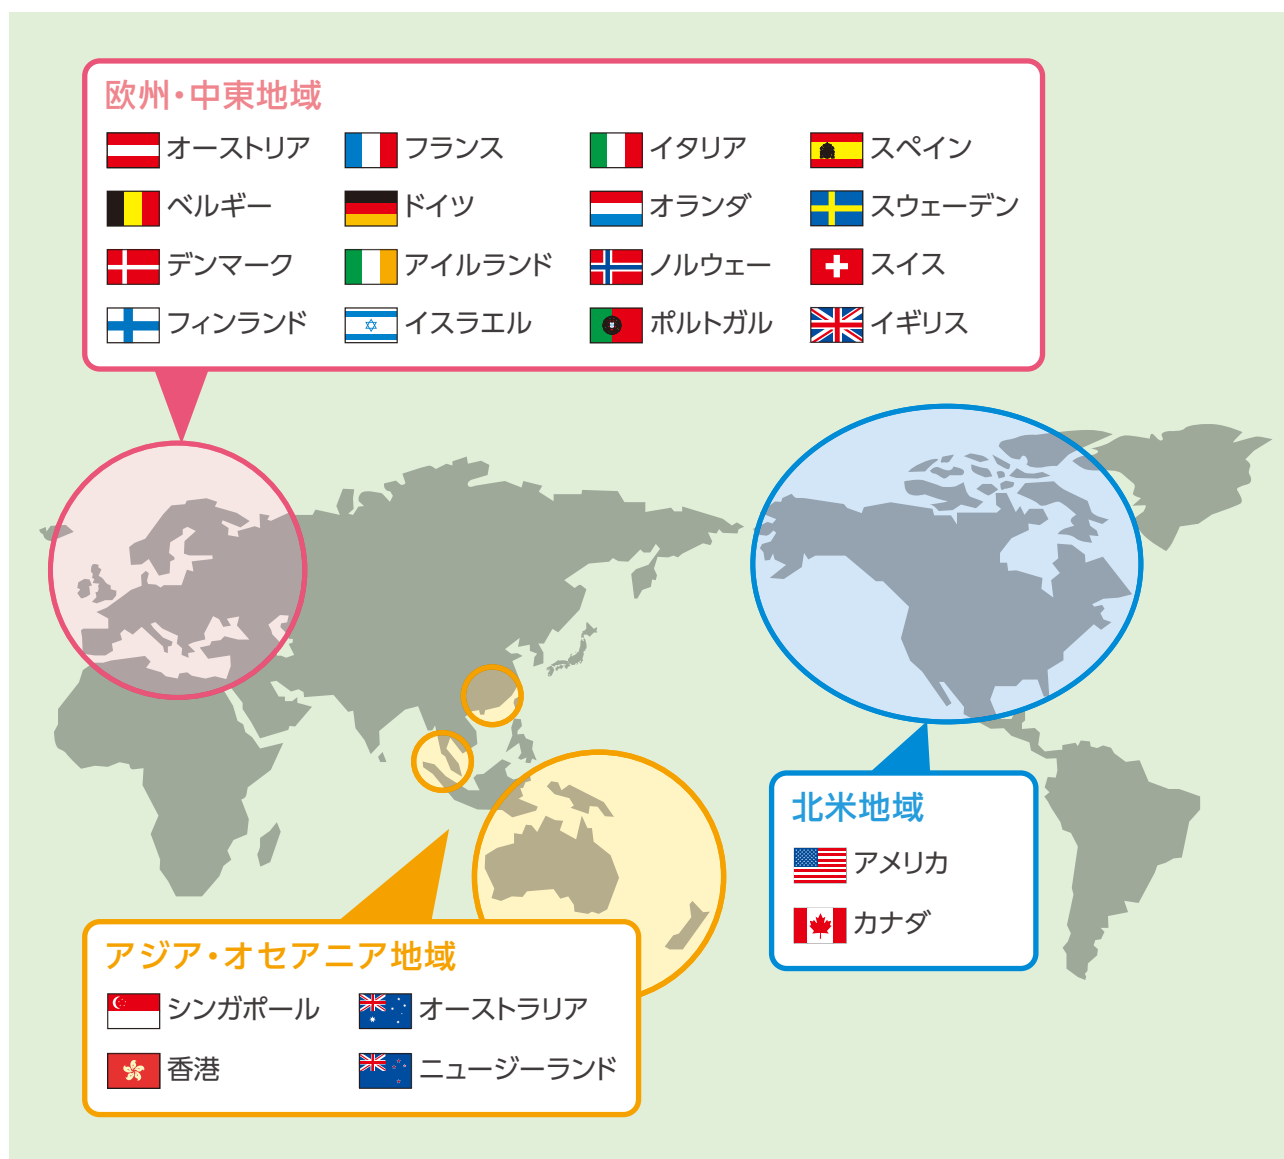 欧州・中東地域
オーストリア フランス イタリア スペイン
ベルギー ドイツ オランダ スウェーデン
デンマーク アイルランド ノルウェー スイス
フィンランド イスラエル ポルトガル イギリス
北米地域
アメリカ
カナダ
アジア・オセアニア地域
シンガポール オーストラリア
香港 ニュージーランド